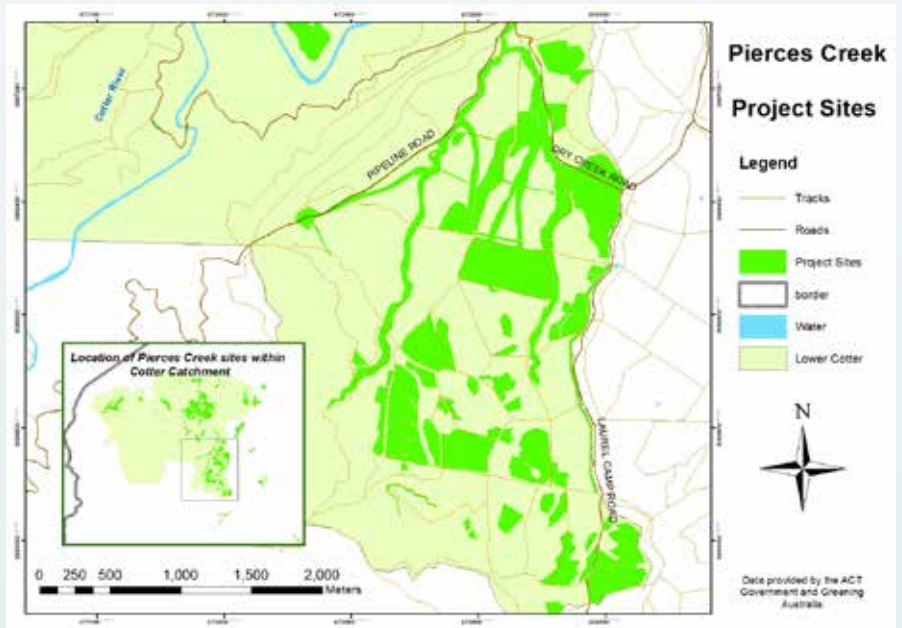 Pierces Creek
Project Sites
Legend
Tracks
Roads
Project Sites
border
Water
Lower Cotter
N
Cotter River
PIPELINE ROAD
DRY CREEK ROAD
LAUREL CAMP ROAD
Location of Pierces Creek sites within
Cotter Catchment
0 250 500 1,000 1,500 2,000
Meters
Data provided by the ACT
Government and Greening
Australia